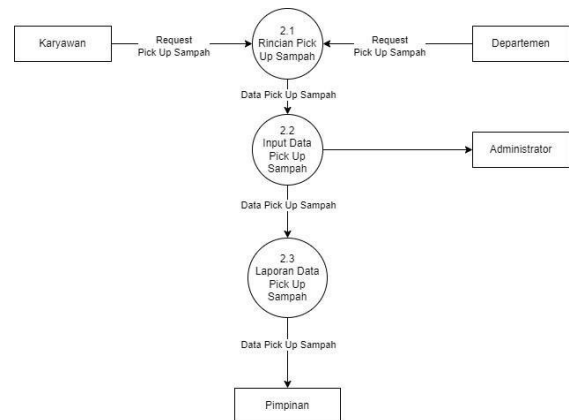 Karyawan
Request
Pick Up Sampah
2.1
Rincian Pick
Up Sampah
Request
Pick Up Sampah
Departemen
Data Pick Up Sampah
2.2
Input Data
Pick Up
Sampah
Administrator
Data Pick Up Sampah
2.3
Laporan Data
Pick Up
Sampah
Data Pick Up Sampah
Pimpinan